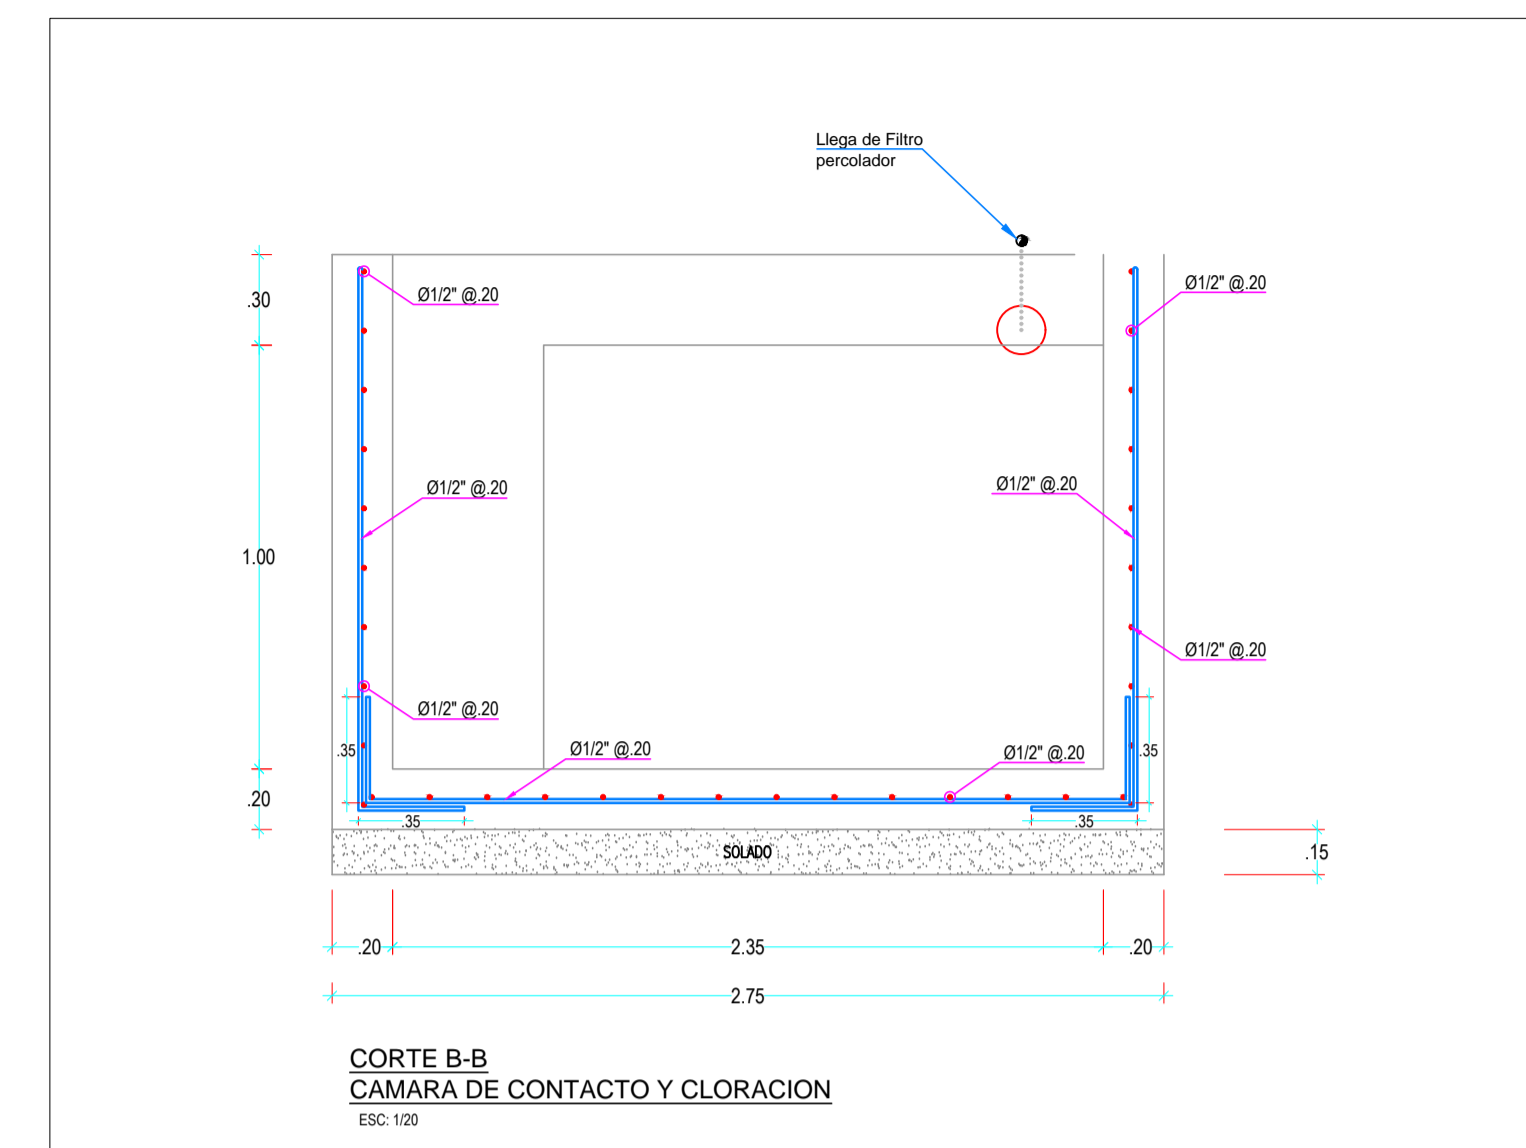 Llega de Filtro
percolador
Ø1/2" @.20
Ø1/2" @.20
.30
Ø1/2" @.20
Ø1/2" @.20
1.00
Ø1/2" @.20
Ø1/2" @.20
Ø1/2" @.20
Ø1/2" @.20
.35
.35
.20
.35
.35
SOLADO
.15
.20
2.35
.20
2.75
CORTE B-B
CAMARA DE CONTACTO Y CLORACION
ESC: 1/20